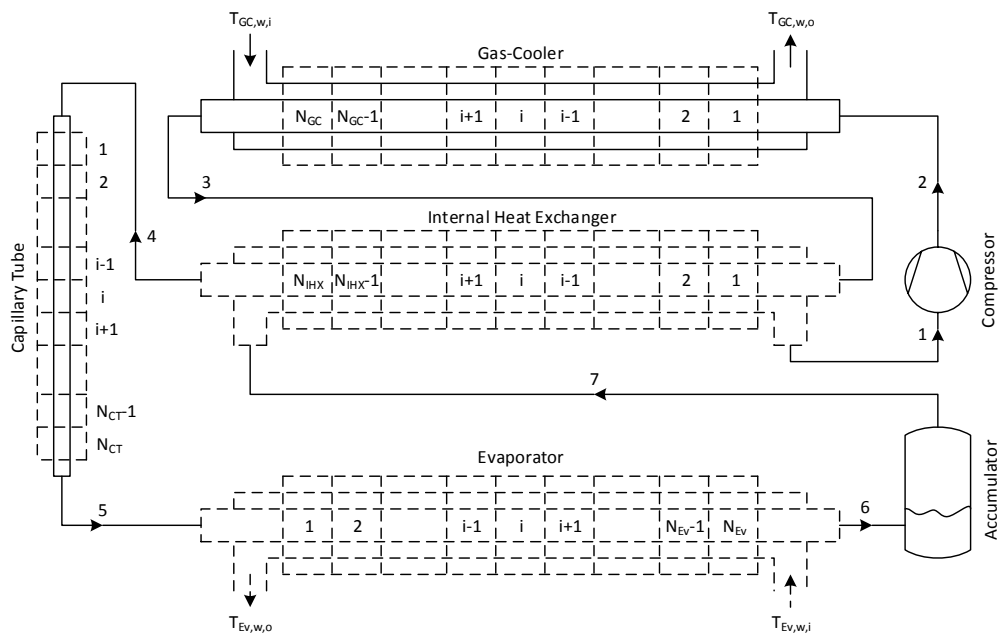 T_GC,w,i
T_GC,w,o
Gas-Cooler
N_GC N_GC-1 i+1 i i-1 2 1
1
2
i-1
i
i+1
N_CT-1
N_CT
Capillary Tube
3
2
4
Internal Heat Exchanger
N_IHX N_IHX-1 i+1 i i-1 2 1
Compressor
1
7
Evaporator
5
1 2 i-1 i i+1 N_Ev-1 N_Ev
6
Accumulator
T_Ev,w,o
T_Ev,w,i